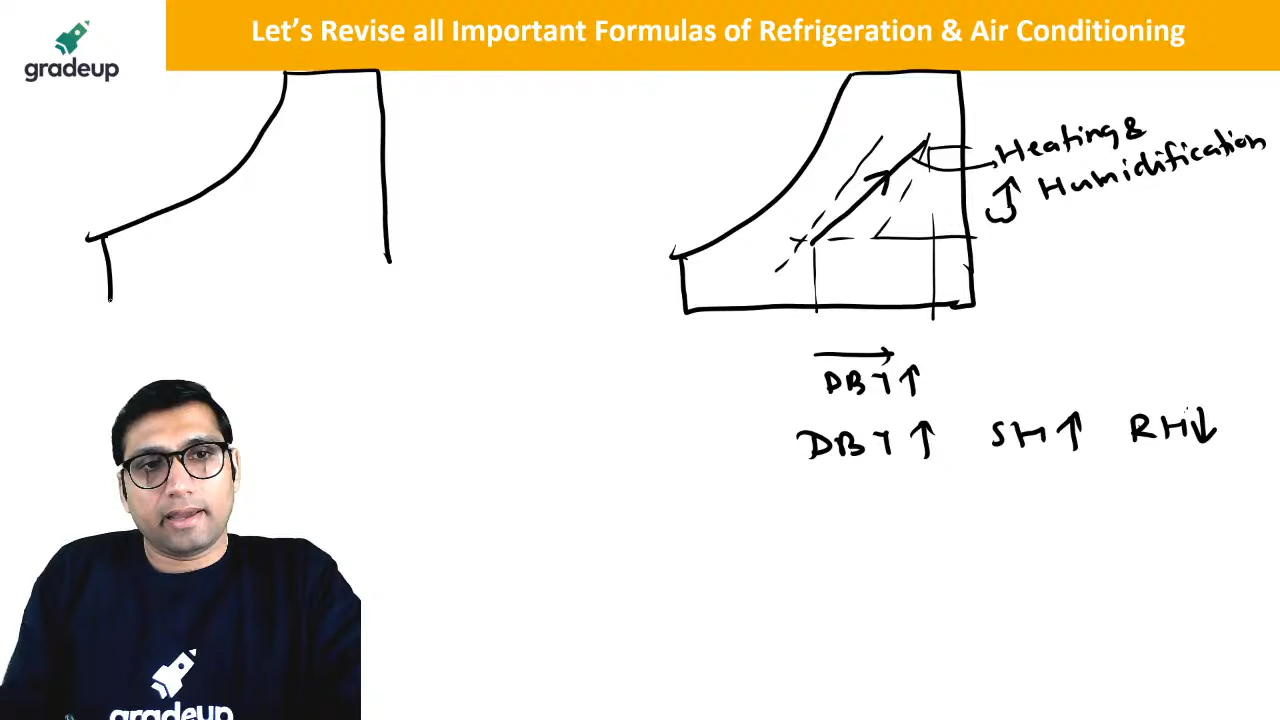 Let's Revise all Important Formulas of Refrigeration & Air Conditioning
gradeup
Heating &
Humidification
DBT ↑
DBT ↑ SH ↑ RH ↓
gradeup